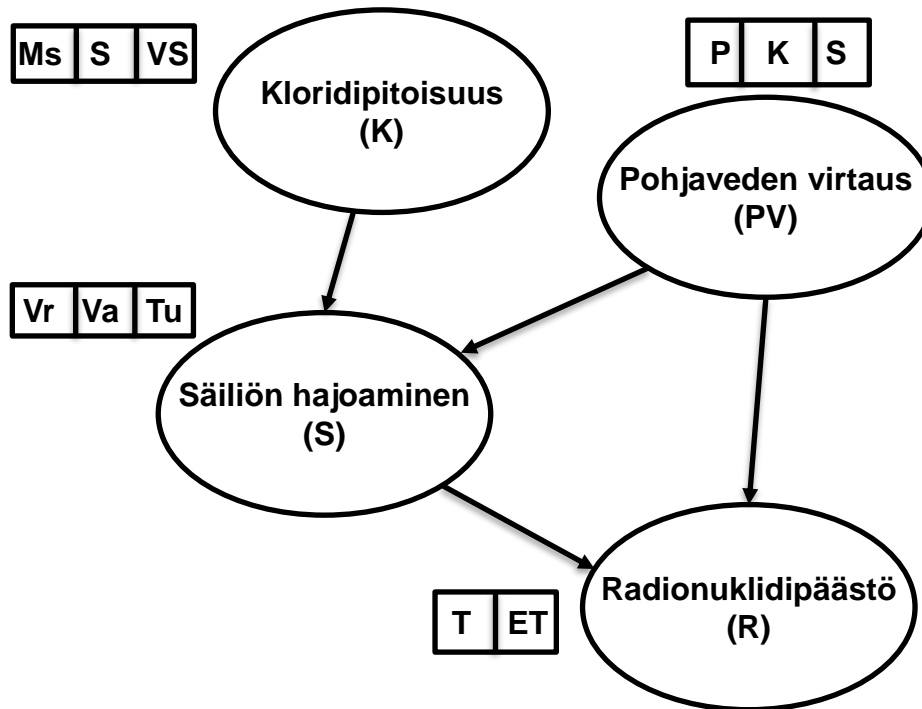 Ms S VS
Kloridipitoisuus
(K)
P K S
Pohjaveden virtaus
(PV)
Vr Va Tu
Säiliön hajoaminen
(S)
T ET
Radionuklidipäästö
(R)